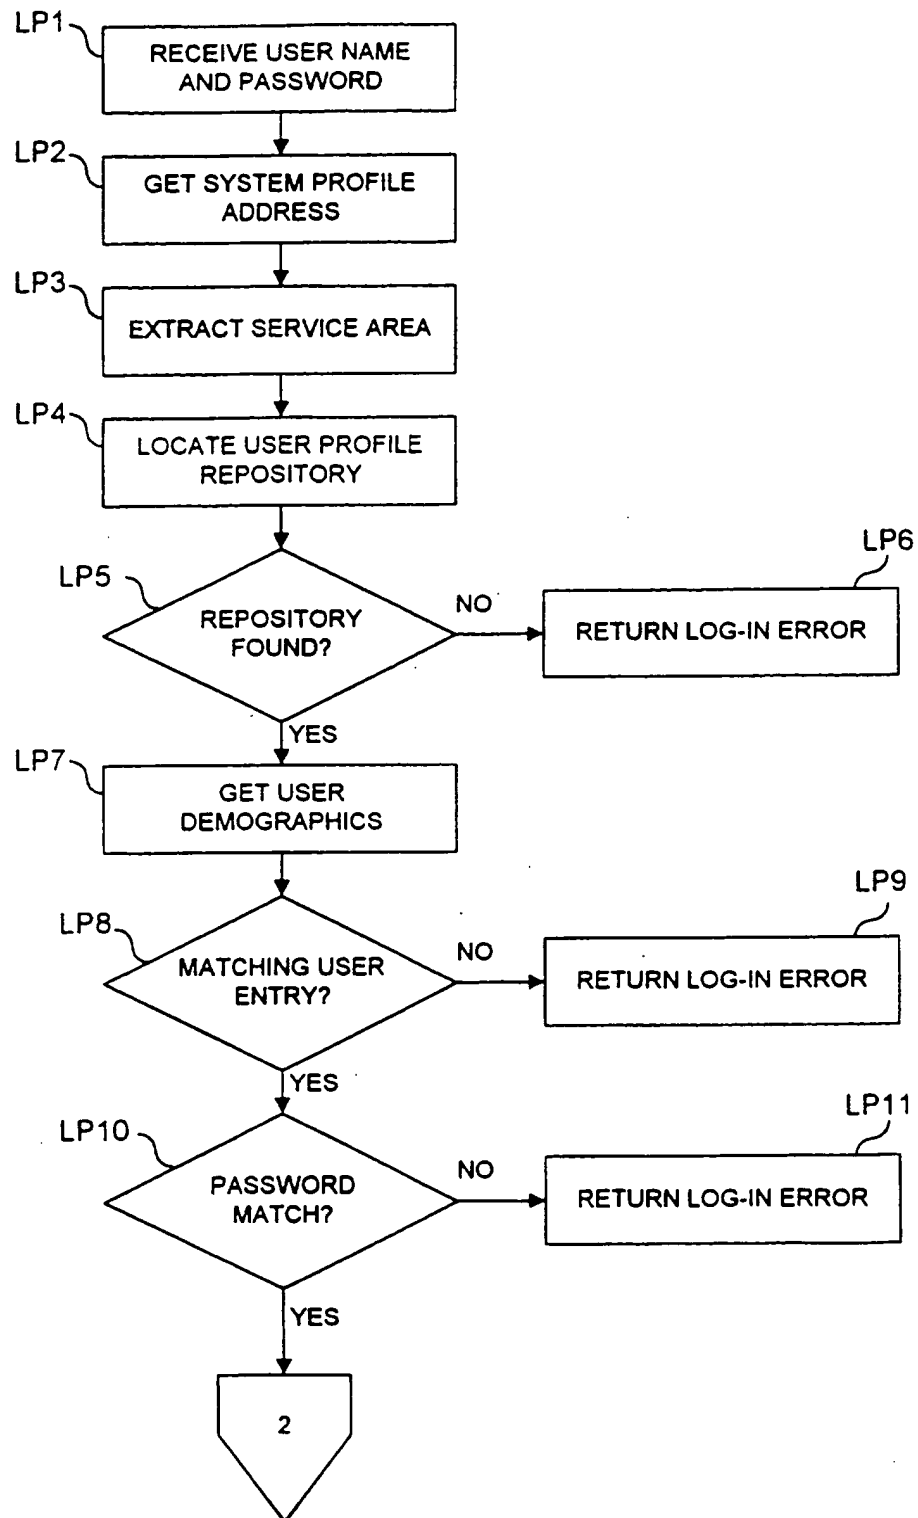 LP1
RECEIVE USER NAME
AND PASSWORD
LP2
GET SYSTEM PROFILE
ADDRESS
LP3
EXTRACT SERVICE AREA
LP4
LOCATE USER PROFILE
REPOSITORY
LP5
REPOSITORY
FOUND?
NO
LP6
RETURN LOG-IN ERROR
YES
LP7
GET USER
DEMOGRAPHICS
LP8
MATCHING USER
ENTRY?
NO
LP9
RETURN LOG-IN ERROR
YES
LP10
PASSWORD
MATCH?
NO
LP11
RETURN LOG-IN ERROR
YES
2